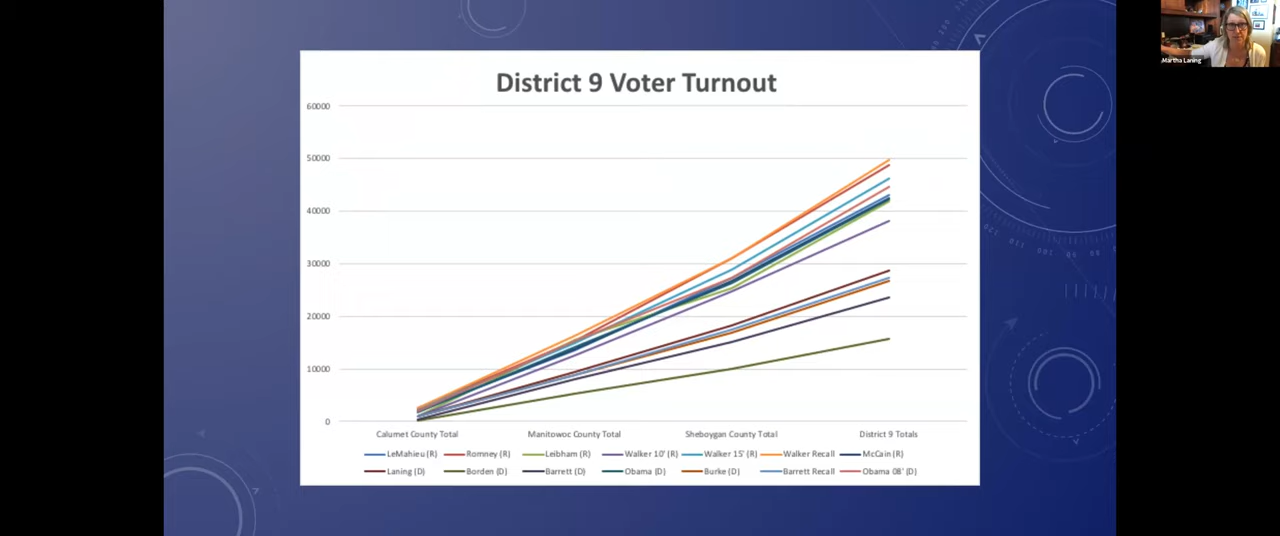 Martha Laning
District 9 Voter Turnout
60000
50000
40000
30000
20000
10000
0
Calumet County Total Manitowoc County Total Sheboygan County Total District 9 Totals
LeMahieu (R) Romney (R) Leibham (R) Walker 10' (R) Walker 15' (R) Walker Recall McCain (R)
Laning (D) Borden (D) Barrett (D) Obama (D) Burke (D) Barrett Recall Obama 08' (D)